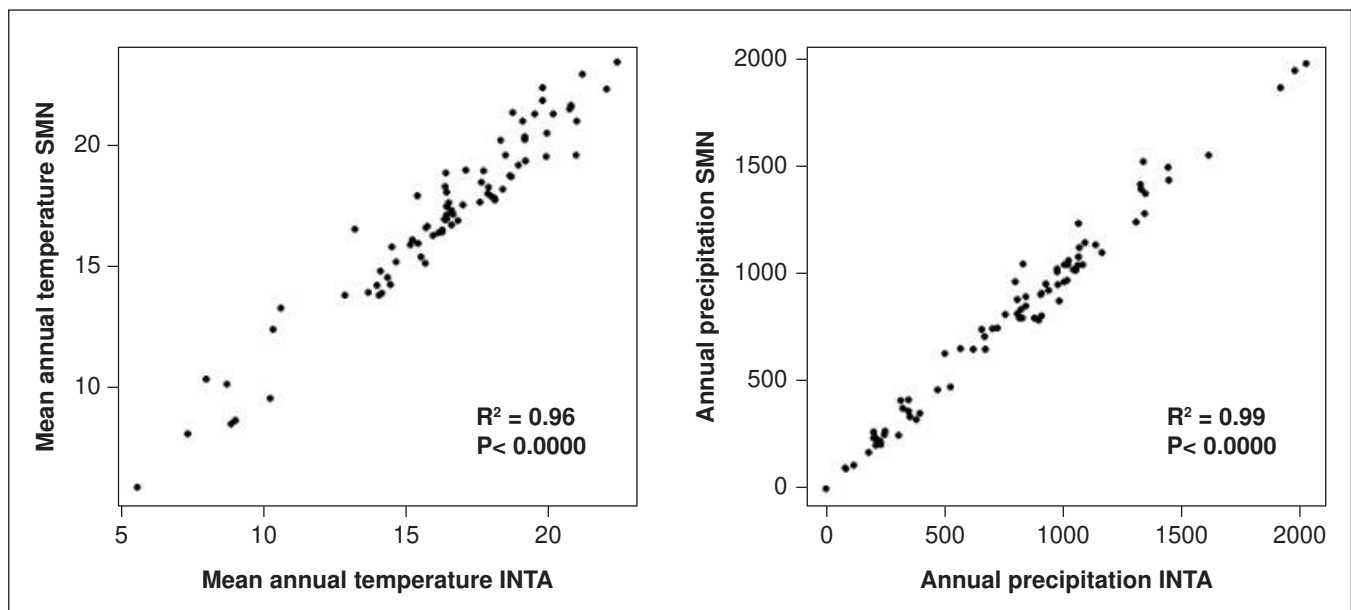 Mean annual temperature SMN
20
15
10
5
10
15
20
R² = 0.96
P< 0.0000
Mean annual temperature INTA
Annual precipitation SMN
2000
1500
1000
500
0
0
500
1000
1500
2000
R² = 0.99
P< 0.0000
Annual precipitation INTA